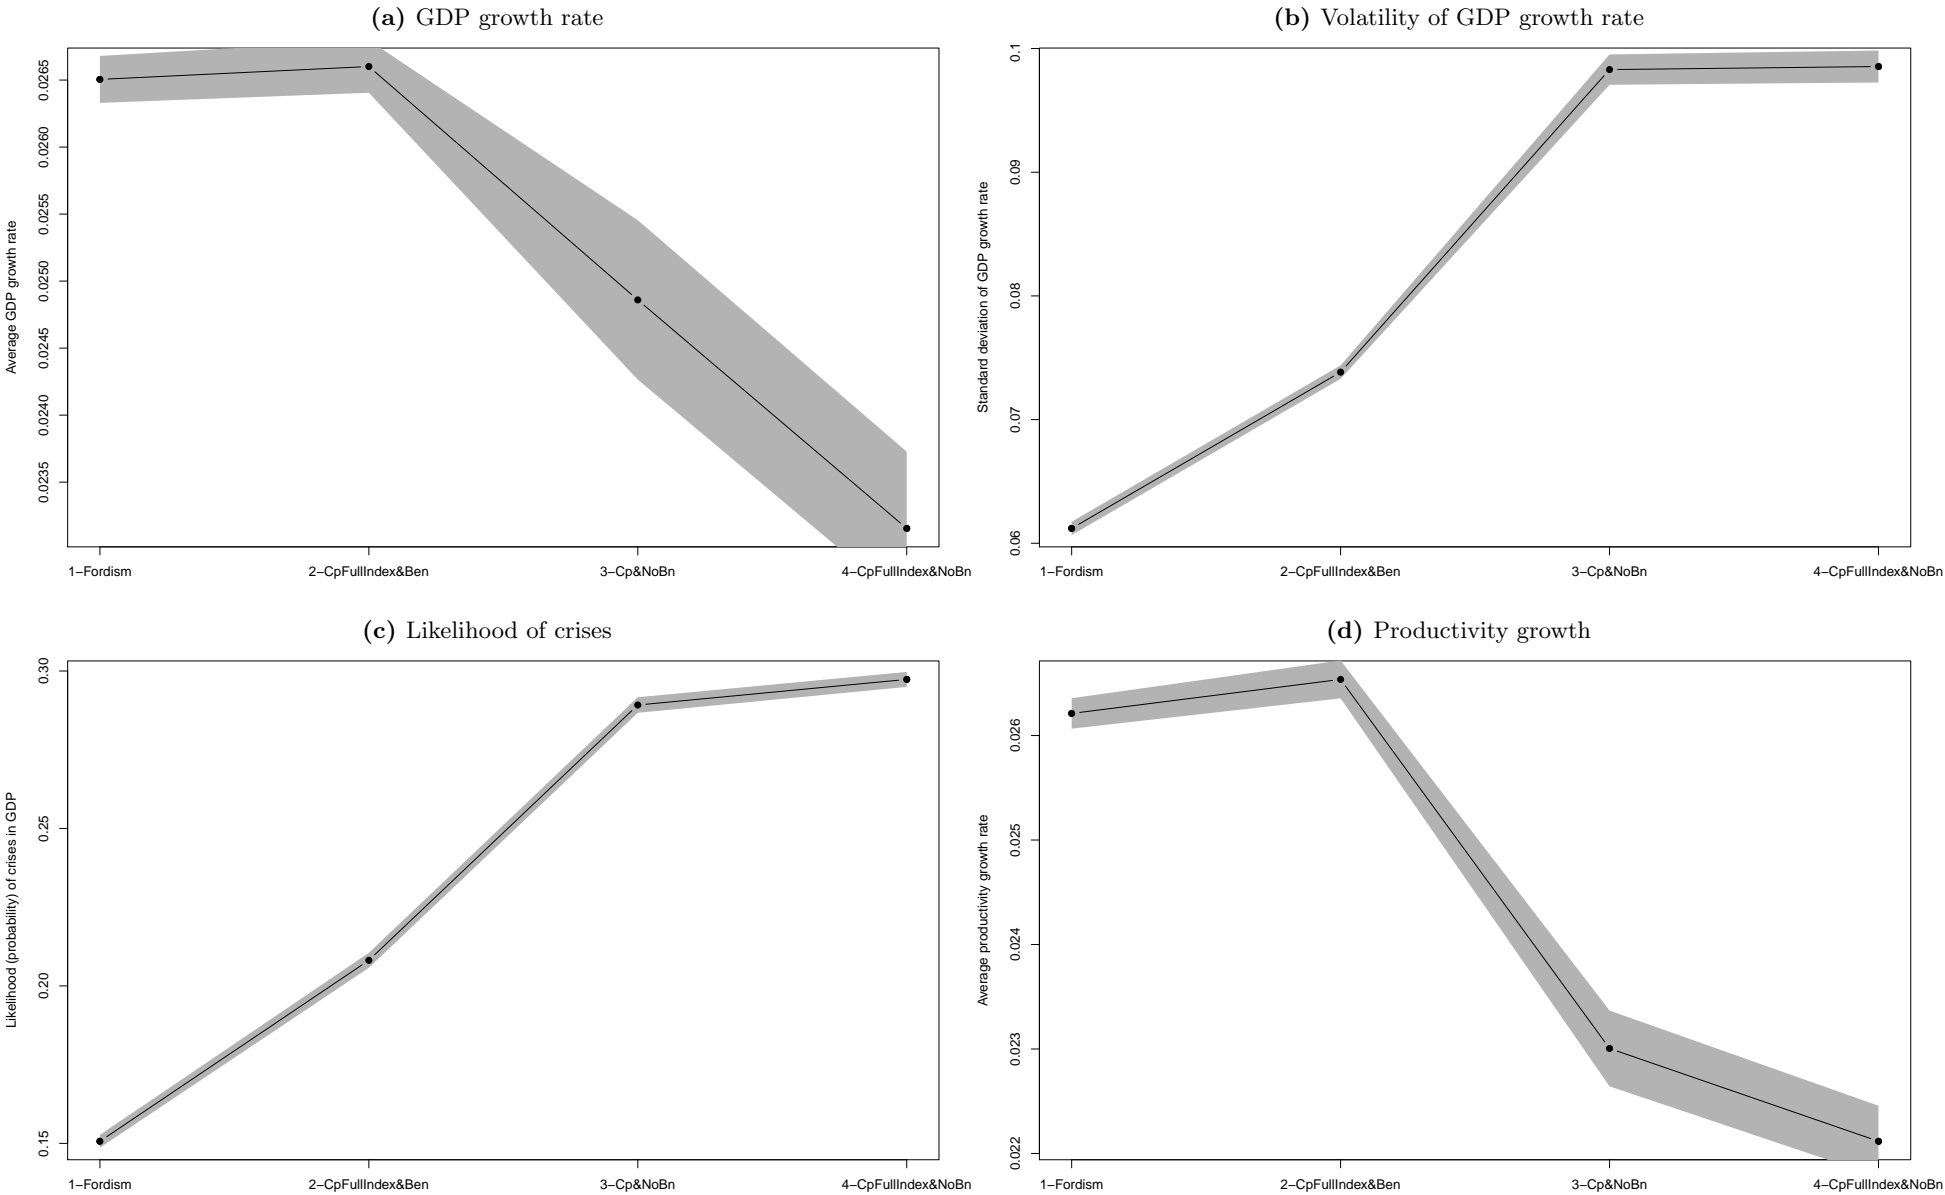 (a) GDP growth rate
Average GDP growth rate
0.0265
0.0260
0.0255
0.0250
0.0245
0.0240
0.0235
1−Fordism 2−CpFullIndex&Ben 3−Cp&NoBn 4−CpFullIndex&NoBn
(b) Volatility of GDP growth rate
Standard deviation of GDP growth rate
0.1
0.09
0.08
0.07
0.06
1−Fordism 2−CpFullIndex&Ben 3−Cp&NoBn 4−CpFullIndex&NoBn
(c) Likelihood of crises
Likelihood (probability) of crises in GDP
0.30
0.25
0.20
0.15
1−Fordism 2−CpFullIndex&Ben 3−Cp&NoBn 4−CpFullIndex&NoBn
(d) Productivity growth
Average productivity growth rate
0.026
0.025
0.024
0.023
0.022
1−Fordism 2−CpFullIndex&Ben 3−Cp&NoBn 4−CpFullIndex&NoBn